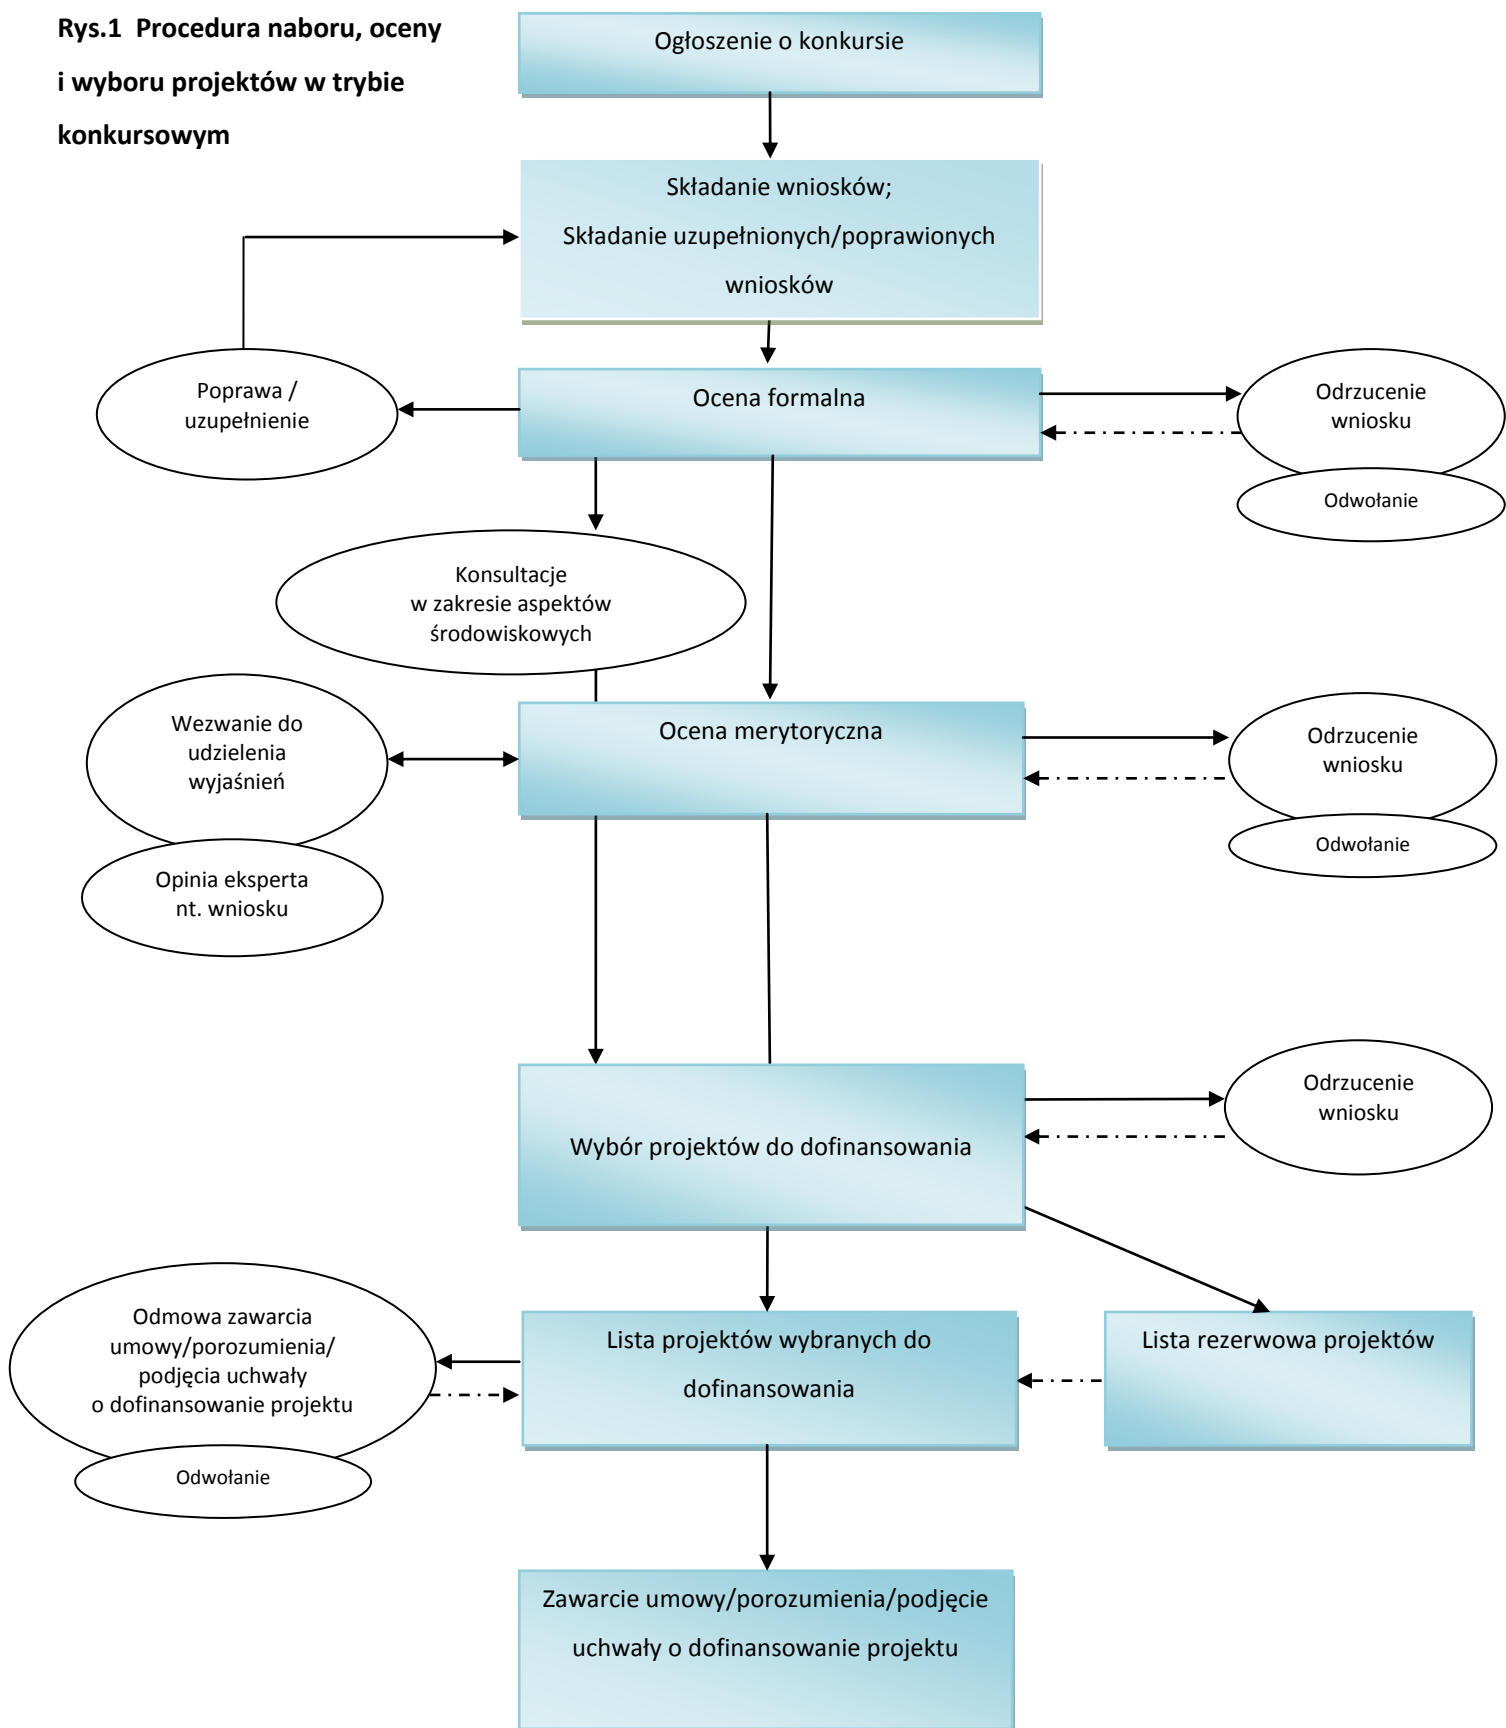 Rys.1 Procedura naboru, oceny
i wyboru projektów w trybie
konkursowym
Ogłoszenie o konkursie
Składanie wniosków;
Składanie uzupełnionych/poprawionych
wniosków
Poprawa /
uzupełnienie
Ocena formalna
Odrzucenie
wniosku
Odwołanie
Konsultacje
w zakresie aspektów
środowiskowych
Wezwanie do
udzielenia
wyjaśnień
Opinia eksperta
nt. wniosku
Ocena merytoryczna
Odrzucenie
wniosku
Odwołanie
Wybór projektów do dofinansowania
Odrzucenie
wniosku
Odmowa zawarcia
umowy/porozumienia/
podjęcia uchwały
o dofinansowanie projektu
Odwołanie
Lista projektów wybranych do
dofinansowania
Lista rezerwowa projektów
Zawarcie umowy/porozumienia/podjęcie
uchwały o dofinansowanie projektu